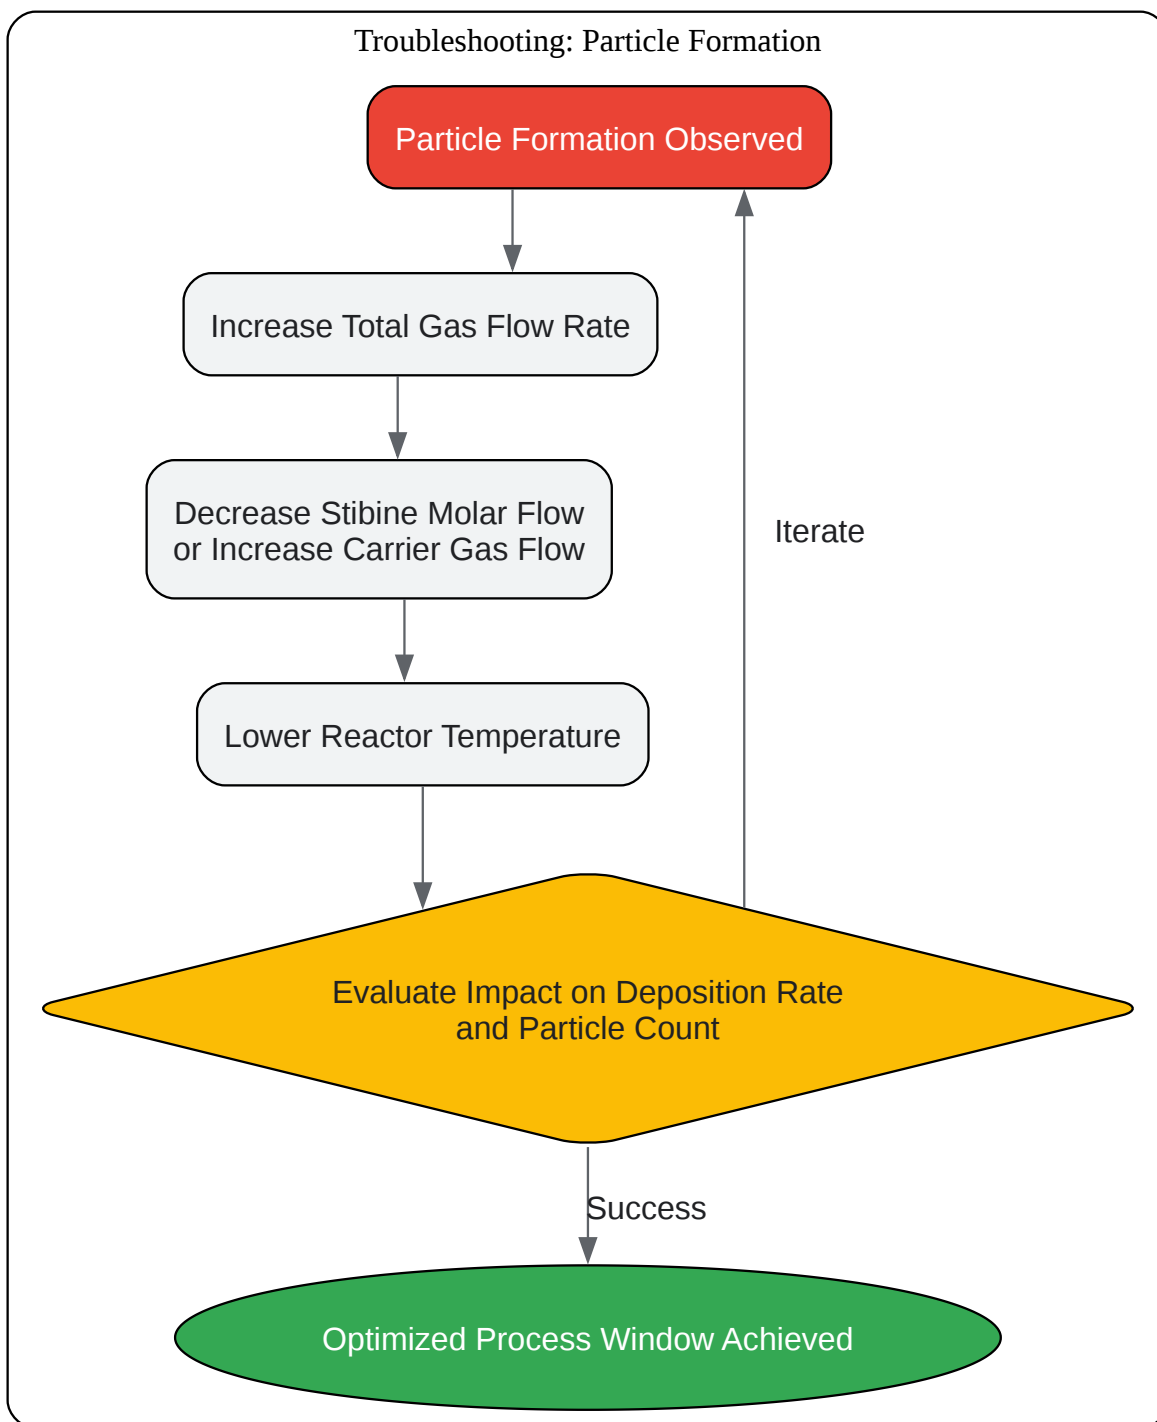 Troubleshooting: Particle Formation
Particle Formation Observed
Increase Total Gas Flow Rate
Decrease Stibine Molar Flow
or Increase Carrier Gas Flow
Iterate
Lower Reactor Temperature
Evaluate Impact on Deposition Rate
and Particle Count
Success
Optimized Process Window Achieved